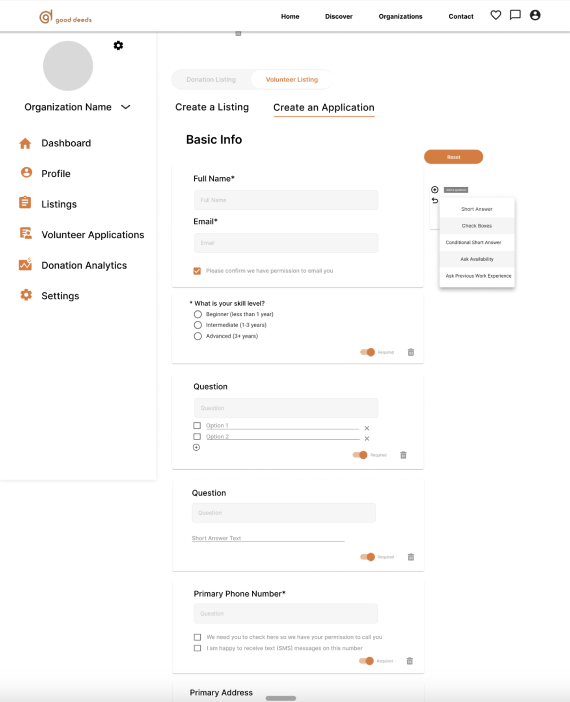 good deeds
Home Discover Organizations Contact
Organization Name
Dashboard
Profile
Listings
Volunteer Applications
Donation Analytics
Settings
Donation Listing Volunteer Listing
Create a Listing Create an Application
Basic Info
Reset
Full Name*
Full Name
Email*
Email
Please confirm we have permission to email you
Short Answer
Check Boxes
Conditional Short Answer
Ask Availability
Ask Previous Work Experience
* What is your skill level?
Beginner (less than 1 year)
Intermediate (1-3 years)
Advanced (3+ years)
Required
Question
Question
Option 1
Option 2
Required
Question
Question
Short Answer Text
Required
Primary Phone Number*
Question
We need you to check here so we have your permission to call you
I am happy to receive text (SMS) messages on this number
Required
Primary Address